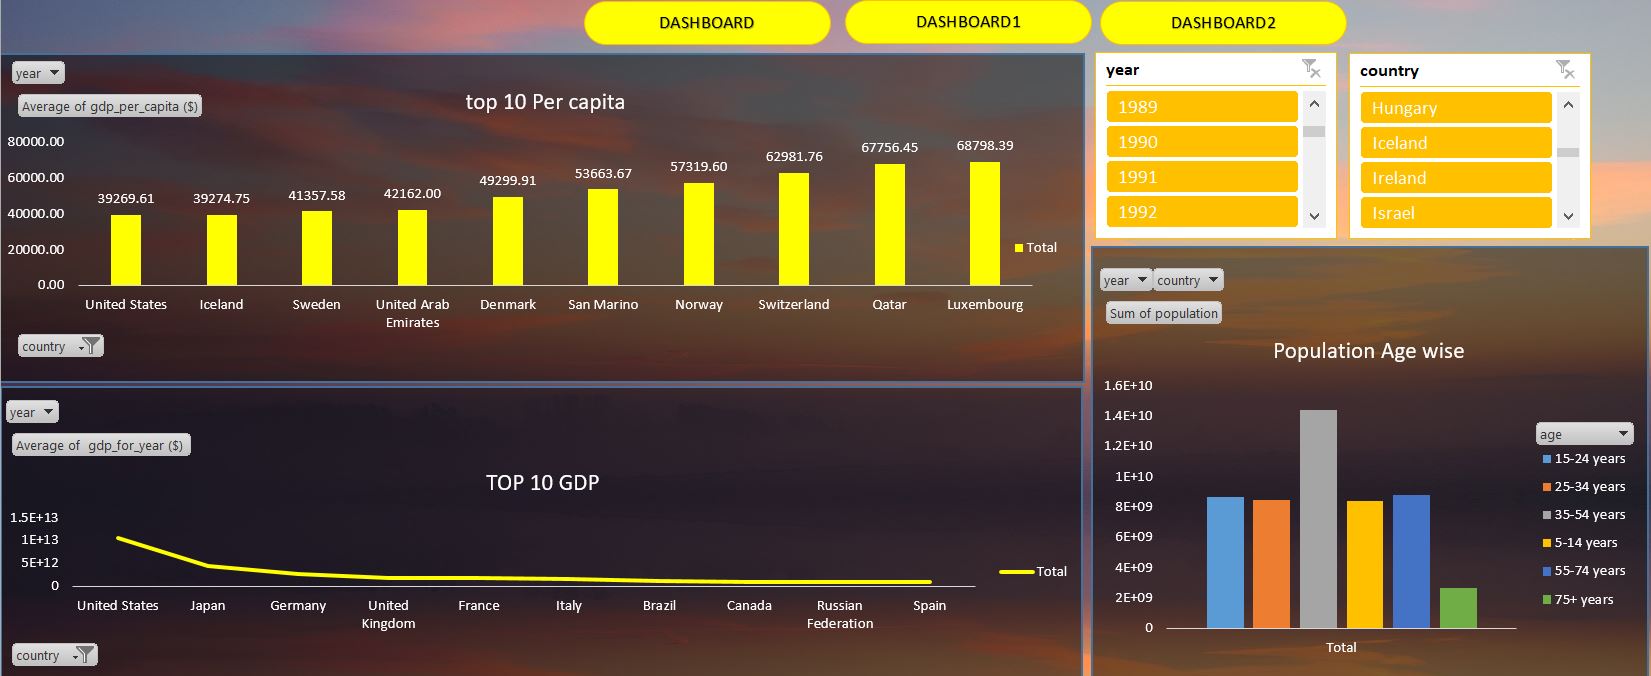 DASHBOARD
DASHBOARD1
DASHBOARD2
year
Average of gdp_per_capita ($)
top 10 Per capita
80000.00
60000.00
40000.00
20000.00
0.00
39269.61
39274.75
41357.58
42162.00
49299.91
53663.67
57319.60
62981.76
67756.45
68798.39
Total
United States
Iceland
Sweden
United Arab
Emirates
Denmark
San Marino
Norway
Switzerland
Qatar
Luxembourg
country
year
1989
1990
1991
1992
country
Hungary
Iceland
Ireland
Israel
year
Average of  gdp_for_year ($)
TOP 10 GDP
1.5E+13
1E+13
5E+12
0
Total
United States
Japan
Germany
United
Kingdom
France
Italy
Brazil
Canada
Russian
Federation
Spain
country
year
country
Sum of population
Population Age wise
1.6E+10
1.4E+10
1.2E+10
1E+10
8E+09
6E+09
4E+09
2E+09
0
Total
age
15-24 years
25-34 years
35-54 years
5-14 years
55-74 years
75+ years